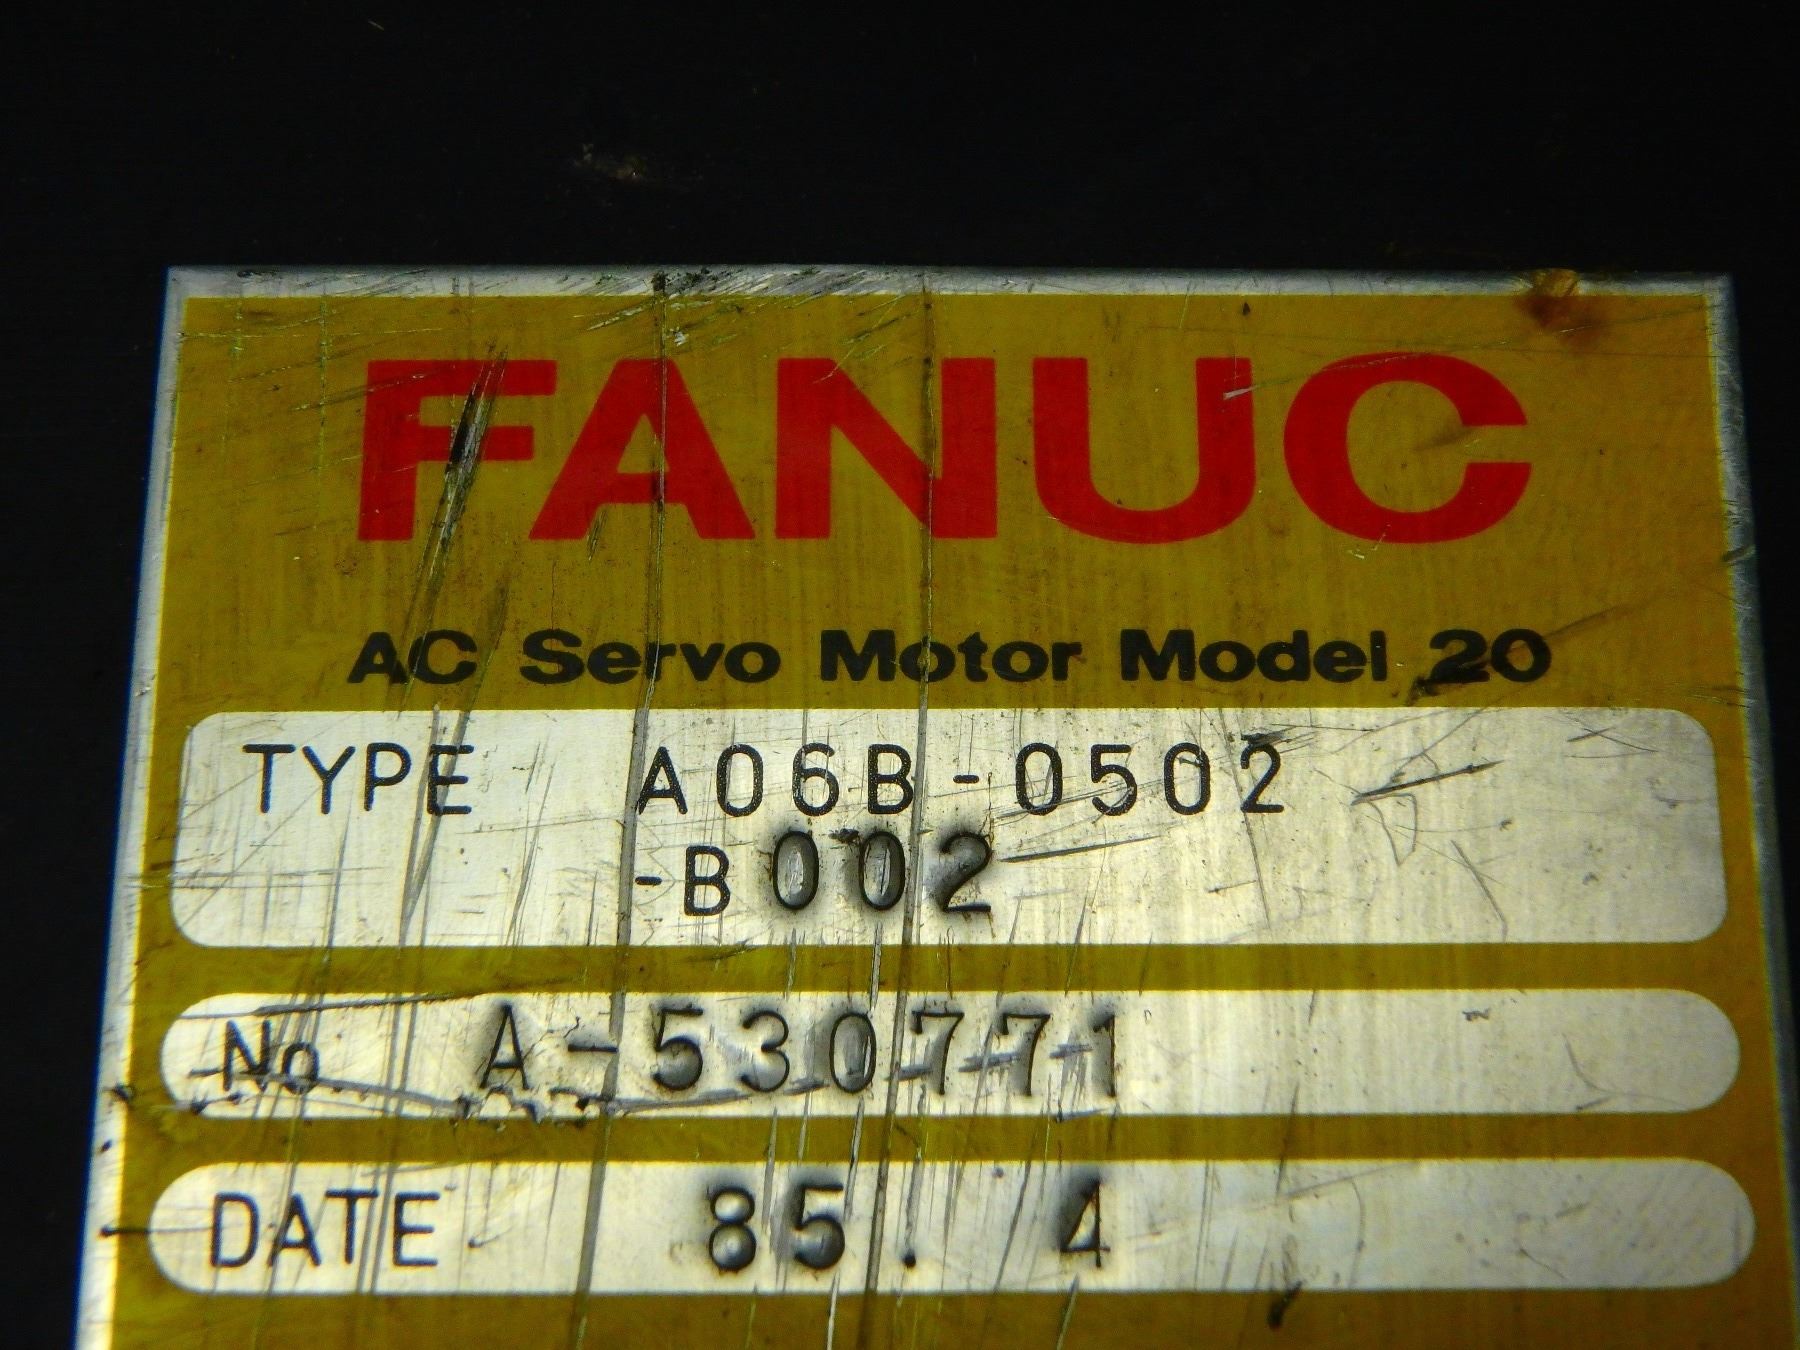 FANUC
AC Servo Motor Model 20
TYPE A06B-0502
-B002
No A-530771
DATE 85. 4